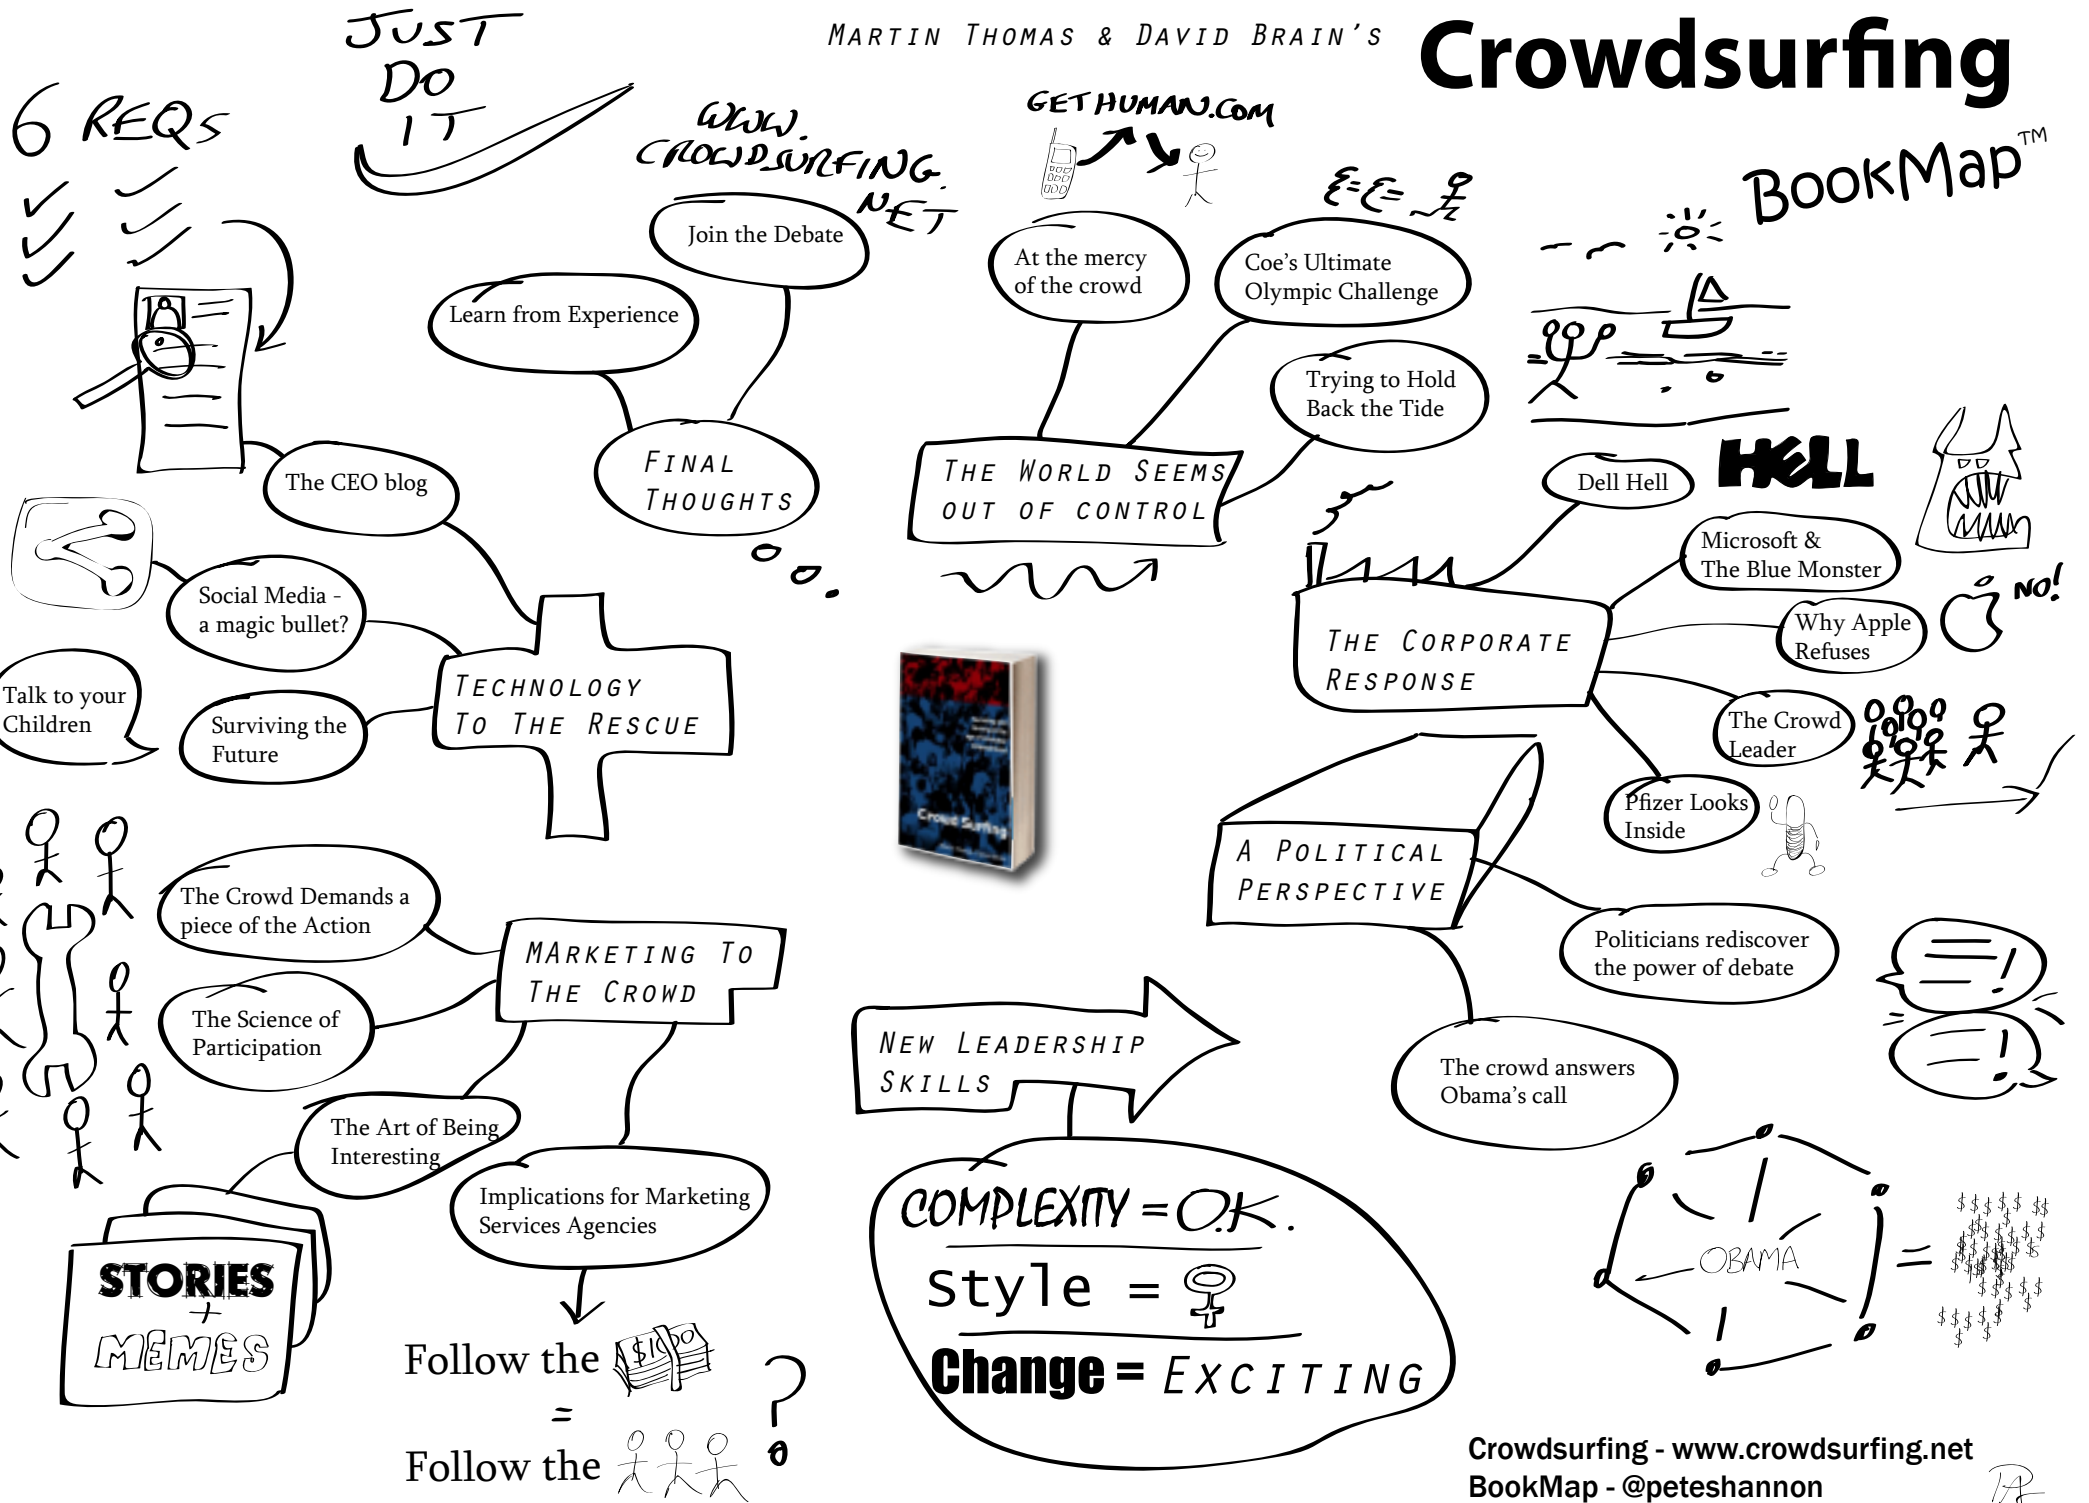 MARTIN THOMAS & DAVID BRAIN'S
Crowdsurfing
BookMap™
JUST
DO
IT
6 REQS
WWW.
CROWDSURFING.
NET
Join the Debate
Learn from Experience
FINAL
THOUGHTS
GETHUMAN.COM
At the mercy
of the crowd
Coe's Ultimate
Olympic Challenge
Trying to Hold
Back the Tide
THE WORLD SEEMS
OUT OF CONTROL
Dell Hell
HELL
Microsoft &
The Blue Monster
Why Apple
Refuses
NO!
The Crowd
Leader
Pfizer Looks
Inside
THE CORPORATE
RESPONSE
The CEO blog
Social Media -
a magic bullet?
Talk to your
Children
Surviving the
Future
TECHNOLOGY
TO THE RESCUE
Crowd Surfing
A POLITICAL
PERSPECTIVE
Politicians rediscover
the power of debate
The crowd answers
Obama's call
OBAMA
=
$ $ $ $ $ $$
The Crowd Demands a
piece of the Action
The Science of
Participation
The Art of Being
Interesting
Implications for Marketing
Services Agencies
MARKETING TO
THE CROWD
STORIES
+
MEMES
Follow the $1000
=
Follow the
?
NEW LEADERSHIP
SKILLS
COMPLEXITY = O.K.
Style = ♀
Change = EXCITING
Crowdsurfing - www.crowdsurfing.net
BookMap - @peteshannon